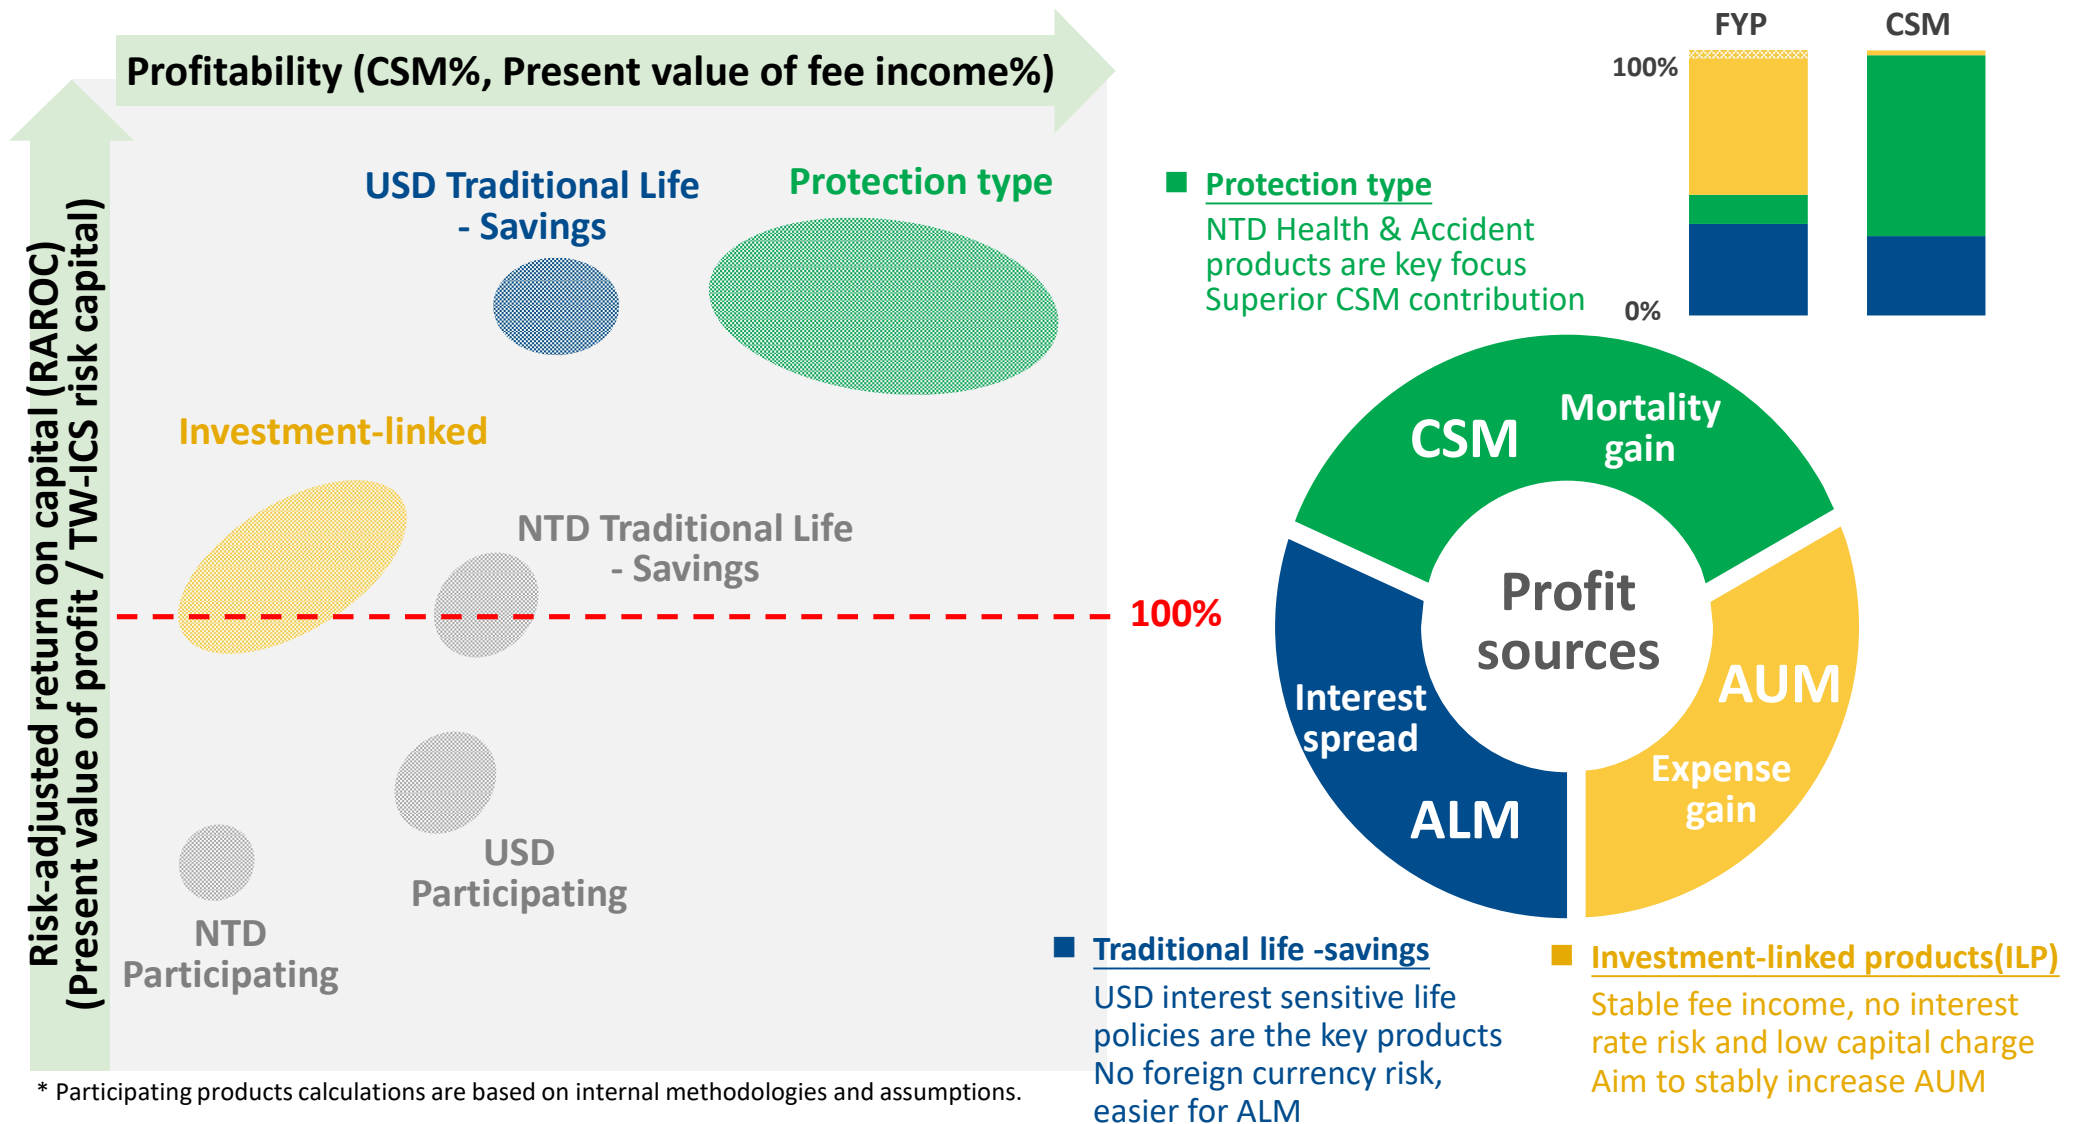 Profitability (CSM%, Present value of fee income%)
Risk-adjusted return on capital (RAROC)
(Present value of profit / TW-ICS risk capital)
USD Traditional Life
- Savings
Protection type
Investment-linked
NTD Traditional Life
- Savings
100%
USD
Participating
NTD
Participating
* Participating products calculations are based on internal methodologies and assumptions.
FYP
CSM
100%
0%
Protection type
NTD Health & Accident
products are key focus
Superior CSM contribution
CSM
Mortality
gain
Profit
sources
Interest
spread
ALM
AUM
Expense
gain
Traditional life -savings
USD interest sensitive life
policies are the key products
No foreign currency risk,
easier for ALM
Investment-linked products(ILP)
Stable fee income, no interest
rate risk and low capital charge
Aim to stably increase AUM